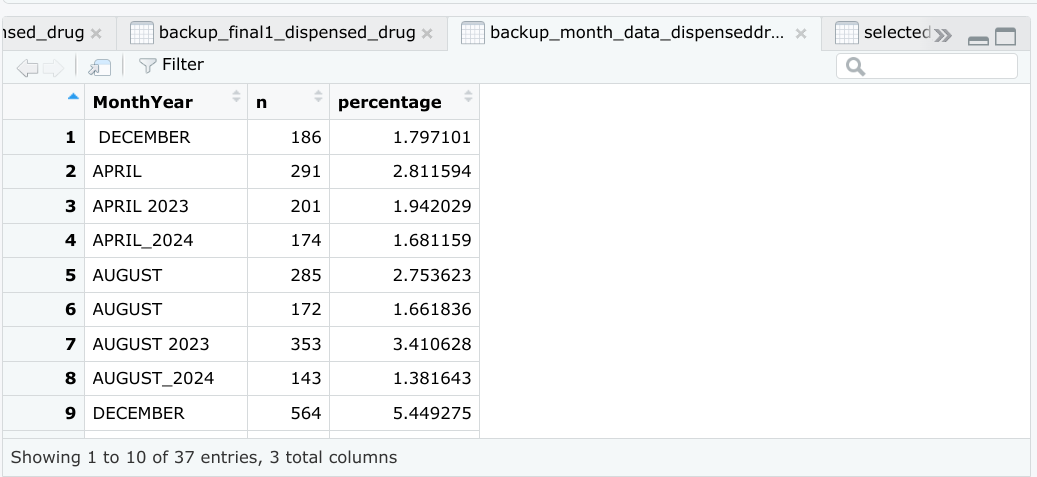 nsed_drug
backup_final1_dispensed_drug
backup_month_data_dispenseddr...
selected
Filter
MonthYear n percentage
1 DECEMBER 186 1.797101
2 APRIL 291 2.811594
3 APRIL 2023 201 1.942029
4 APRIL_2024 174 1.681159
5 AUGUST 285 2.753623
6 AUGUST 172 1.661836
7 AUGUST 2023 353 3.410628
8 AUGUST_2024 143 1.381643
9 DECEMBER 564 5.449275
Showing 1 to 10 of 37 entries, 3 total columns